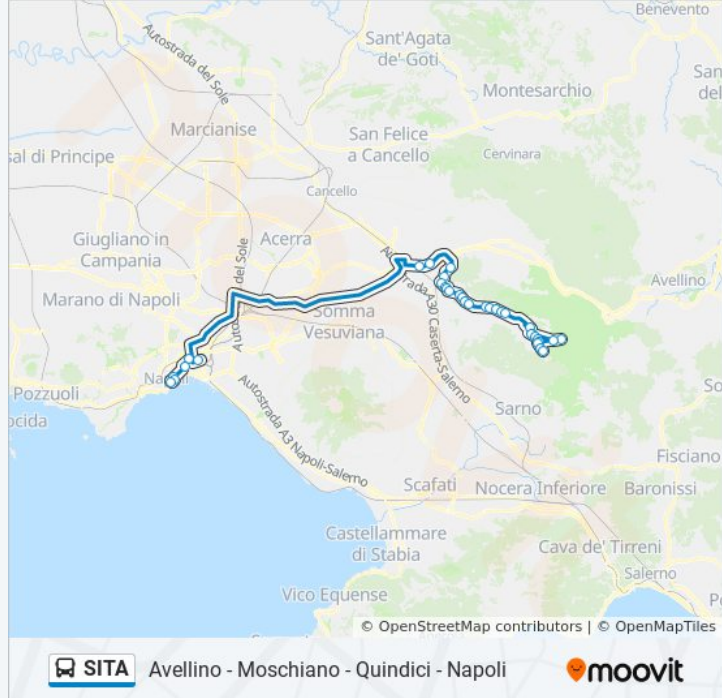 Benevento
Sant'Agata
de' Goti
Autostrada del Sole
Montesarchio
Marcianise
San Felice
a Cancello
Cervinara
sal di Principe
Cancello
Giugliano in
Campania
Acerra
Avellino
Marano di Napoli
Somma
Vesuviana
Autostrada A30 Caserta-Salerno
Pozzuoli
Autostrada A3 Napoli-Salerno
Sarno
Fisciano
Scafati
Nocera Inferiore
Baronissi
Castellammare
di Stabia
Cava de' Tirreni
Salerno
Vico Equense
© OpenStreetMap contributors | © OpenMapTiles
SITA
Avellino - Moschiano - Quindici - Napoli
moovit